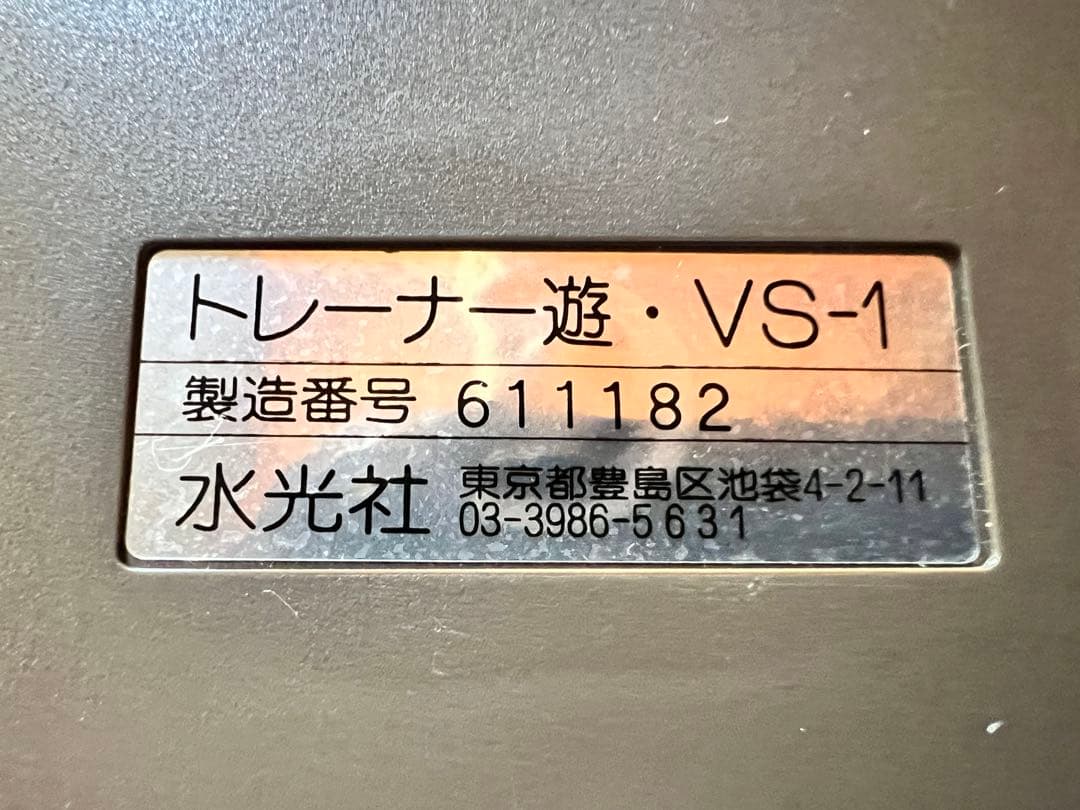 トレーナー遊・VS-1
製造番号 611182
水光社 東京都豊島区池袋4-2-11
03-3986-5631